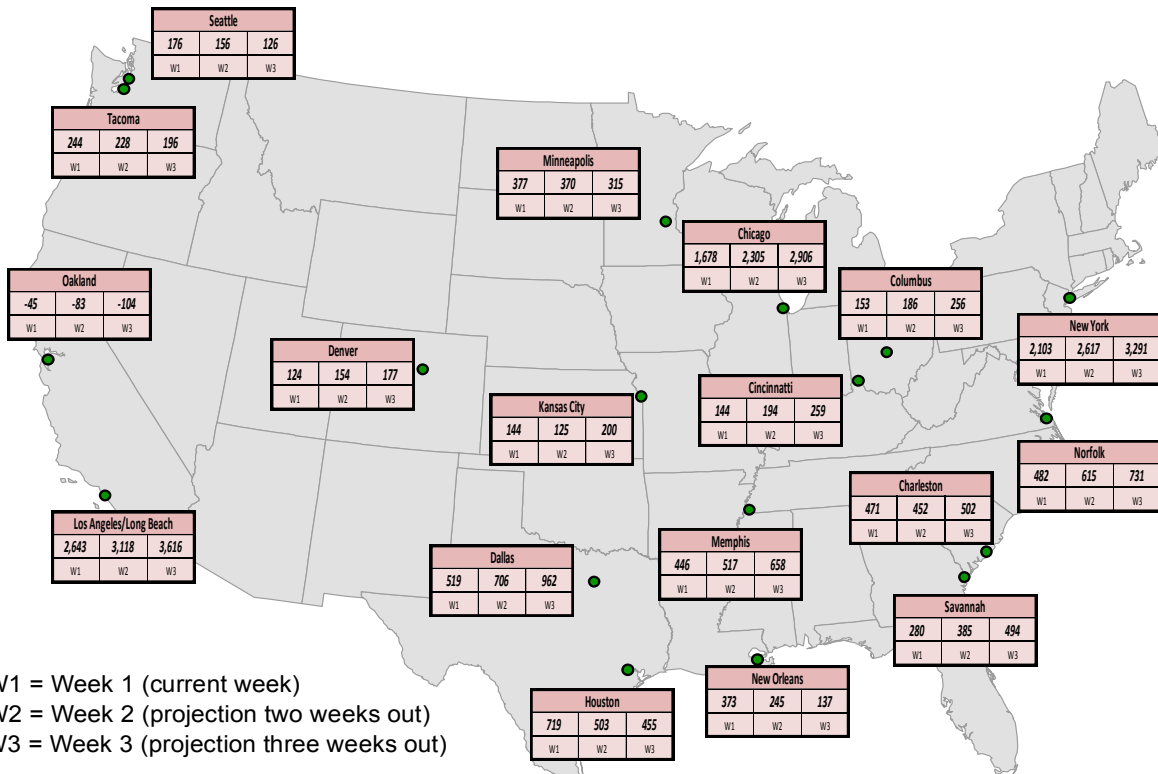 Seattle
176 156 126
W1 W2 W3
Tacoma
244 228 196
W1 W2 W3
Minneapolis
377 370 315
W1 W2 W3
Chicago
1,678 2,305 2,906
W1 W2 W3
Oakland
-45 -83 -104
W1 W2 W3
Columbus
153 186 256
W1 W2 W3
New York
2,103 2,617 3,291
W1 W2 W3
Denver
124 154 177
W1 W2 W3
Cincinnatti
144 194 259
W1 W2 W3
Kansas City
144 125 200
W1 W2 W3
Norfolk
482 615 731
W1 W2 W3
Charleston
471 452 502
W1 W2 W3
Los Angeles/Long Beach
2,643 3,118 3,616
W1 W2 W3
Memphis
446 517 658
W1 W2 W3
Dallas
519 706 962
W1 W2 W3
Savannah
280 385 494
W1 W2 W3
New Orleans
373 245 137
W1 W2 W3
Houston
719 503 455
W1 W2 W3
W1 = Week 1 (current week)
W2 = Week 2 (projection two weeks out)
W3 = Week 3 (projection three weeks out)